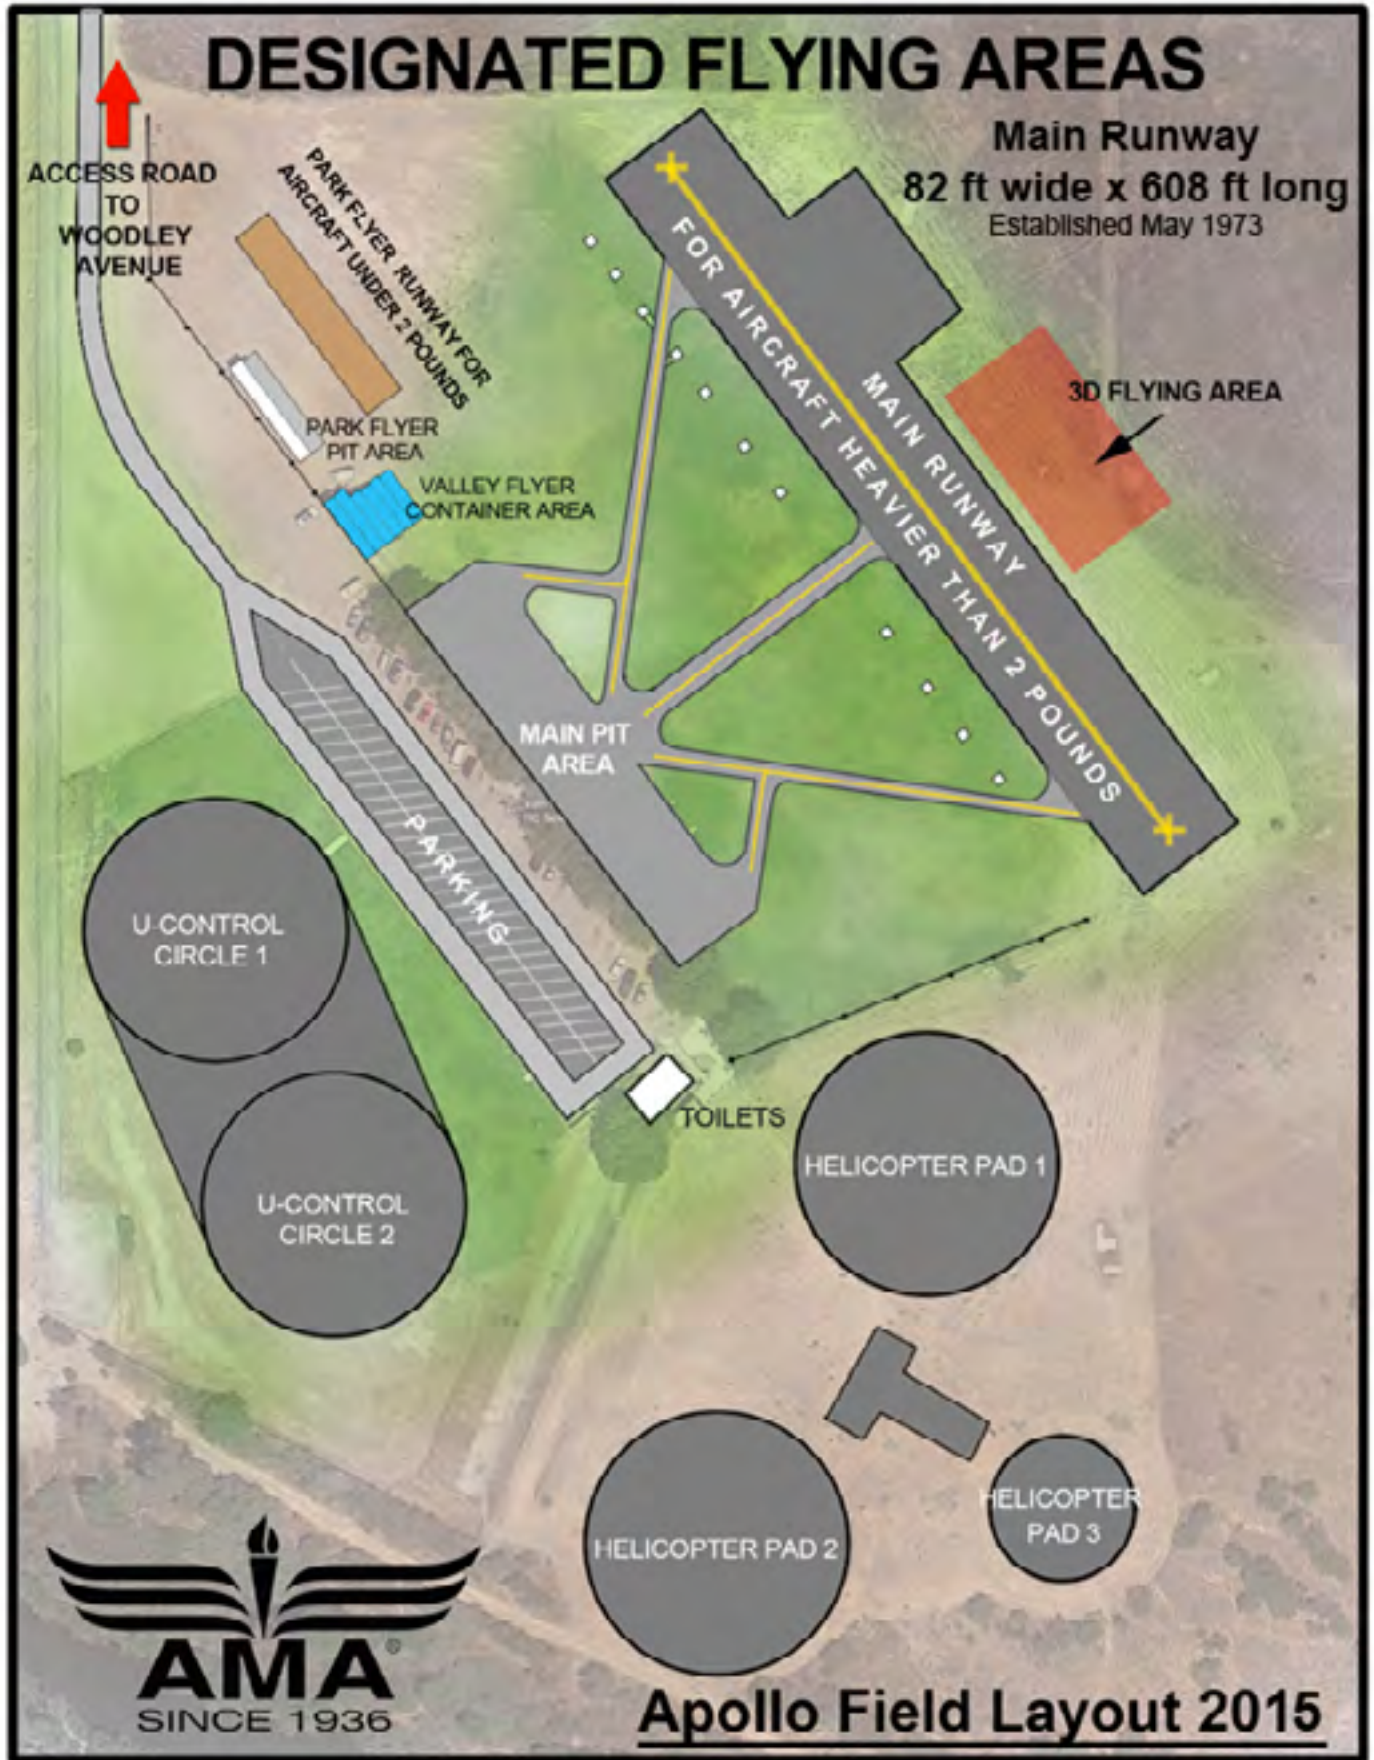 DESIGNATED FLYING AREAS
Main Runway
82 ft wide x 608 ft long
Established May 1973
ACCESS ROAD
TO
WOODLEY
AVENUE
PARK FLYER RUNWAY FOR
AIRCRAFT UNDER 2 POUNDS
PARK FLYER
PIT AREA
VALLEY FLYER
CONTAINER AREA
MAIN RUNWAY
FOR AIRCRAFT HEAVIER THAN 2 POUNDS
3D FLYING AREA
MAIN PIT
AREA
PARKING
U-CONTROL
CIRCLE 1
U-CONTROL
CIRCLE 2
TOILETS
HELICOPTER PAD 1
HELICOPTER PAD 2
HELICOPTER
PAD 3
AMA®
SINCE 1936
Apollo Field Layout 2015